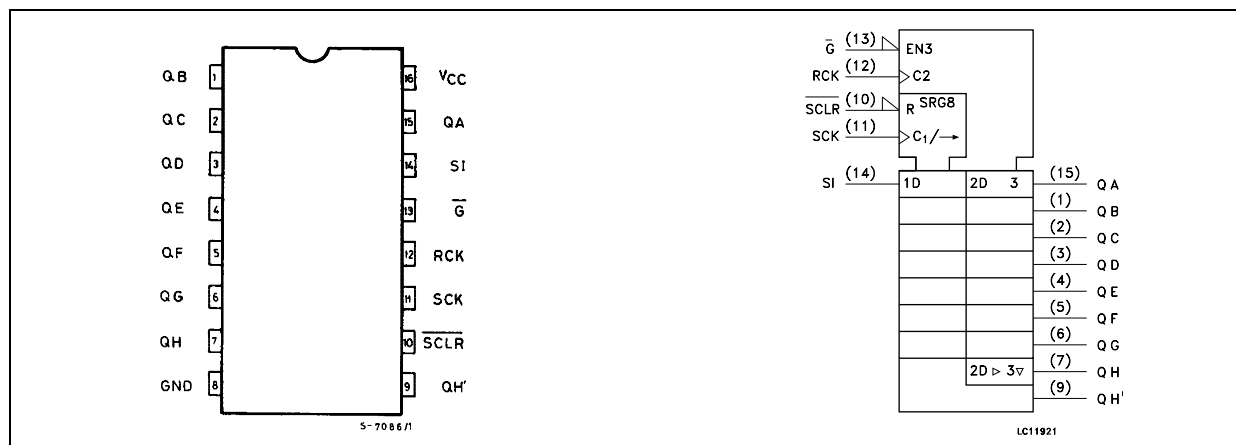 QB 1 16 VCC
QC 2 15 QA
QD 3 14 SI
QE 4 13 G̅
QF 5 12 RCK
QG 6 11 SCK
QH 7 10 S̅C̅L̅R̅
GND 8 9 QH'
S-7086/1
G̅ (13) EN3
RCK (12) C2
S̅C̅L̅R̅ (10) R SRG8
SCK (11) C1/→
SI (14) 1D 2D 3 (15) QA
(1) QB
(2) QC
(3) QD
(4) QE
(5) QF
(6) QG
2D ▷ 3▽ (7) QH
(9) QH'
LC11921